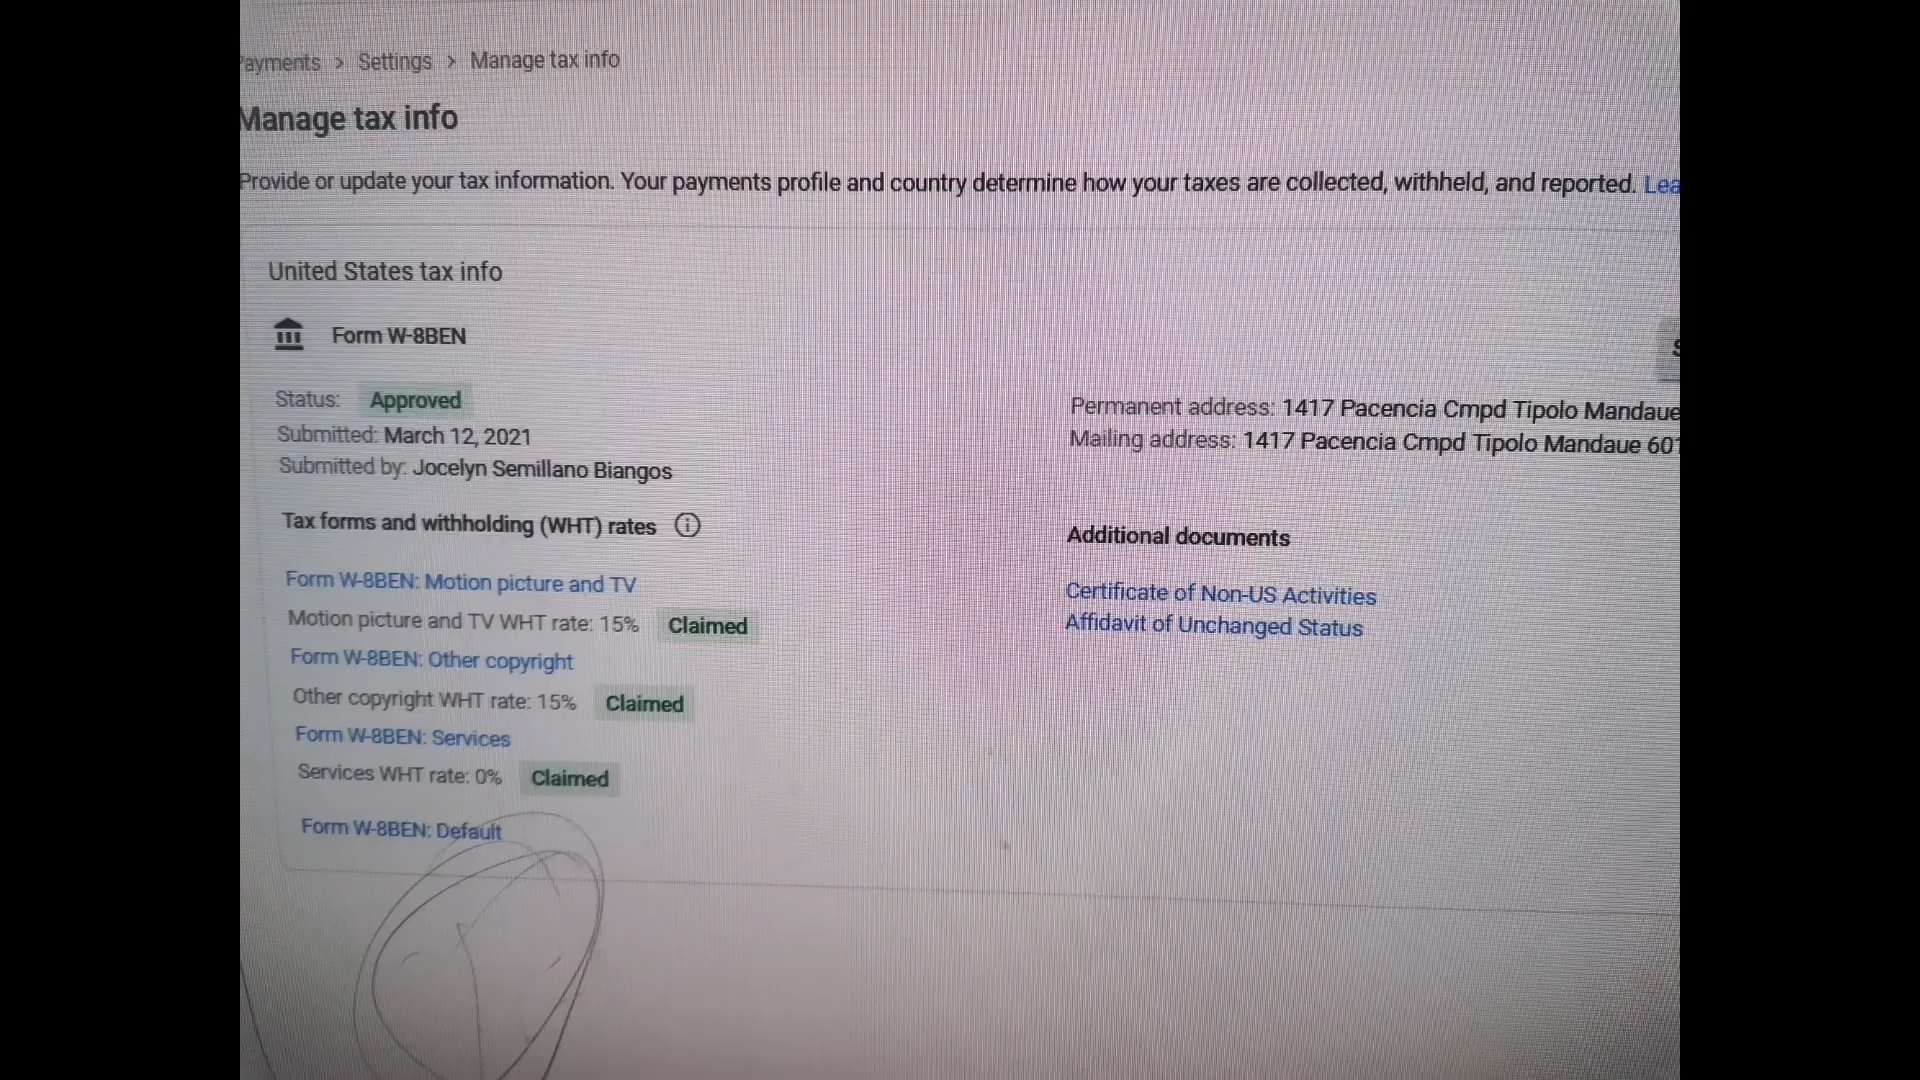 Payments > Settings > Manage tax info
Manage tax info
Provide or update your tax information. Your payments profile and country determine how your taxes are collected, withheld, and reported. Lea
United States tax info
Form W-8BEN
S
Status: Approved
Submitted: March 12, 2021
Submitted by: Jocelyn Semillano Biangos
Permanent address: 1417 Pacencia Cmpd Tipolo Mandaue
Mailing address: 1417 Pacencia Cmpd Tipolo Mandaue 601
Tax forms and withholding (WHT) rates
Form W-8BEN: Motion picture and TV
Motion picture and TV WHT rate: 15% Claimed
Form W-8BEN: Other copyright
Other copyright WHT rate: 15% Claimed
Form W-8BEN: Services
Services WHT rate: 0% Claimed
Form W-8BEN: Default
Additional documents
Certificate of Non-US Activities
Affidavit of Unchanged Status